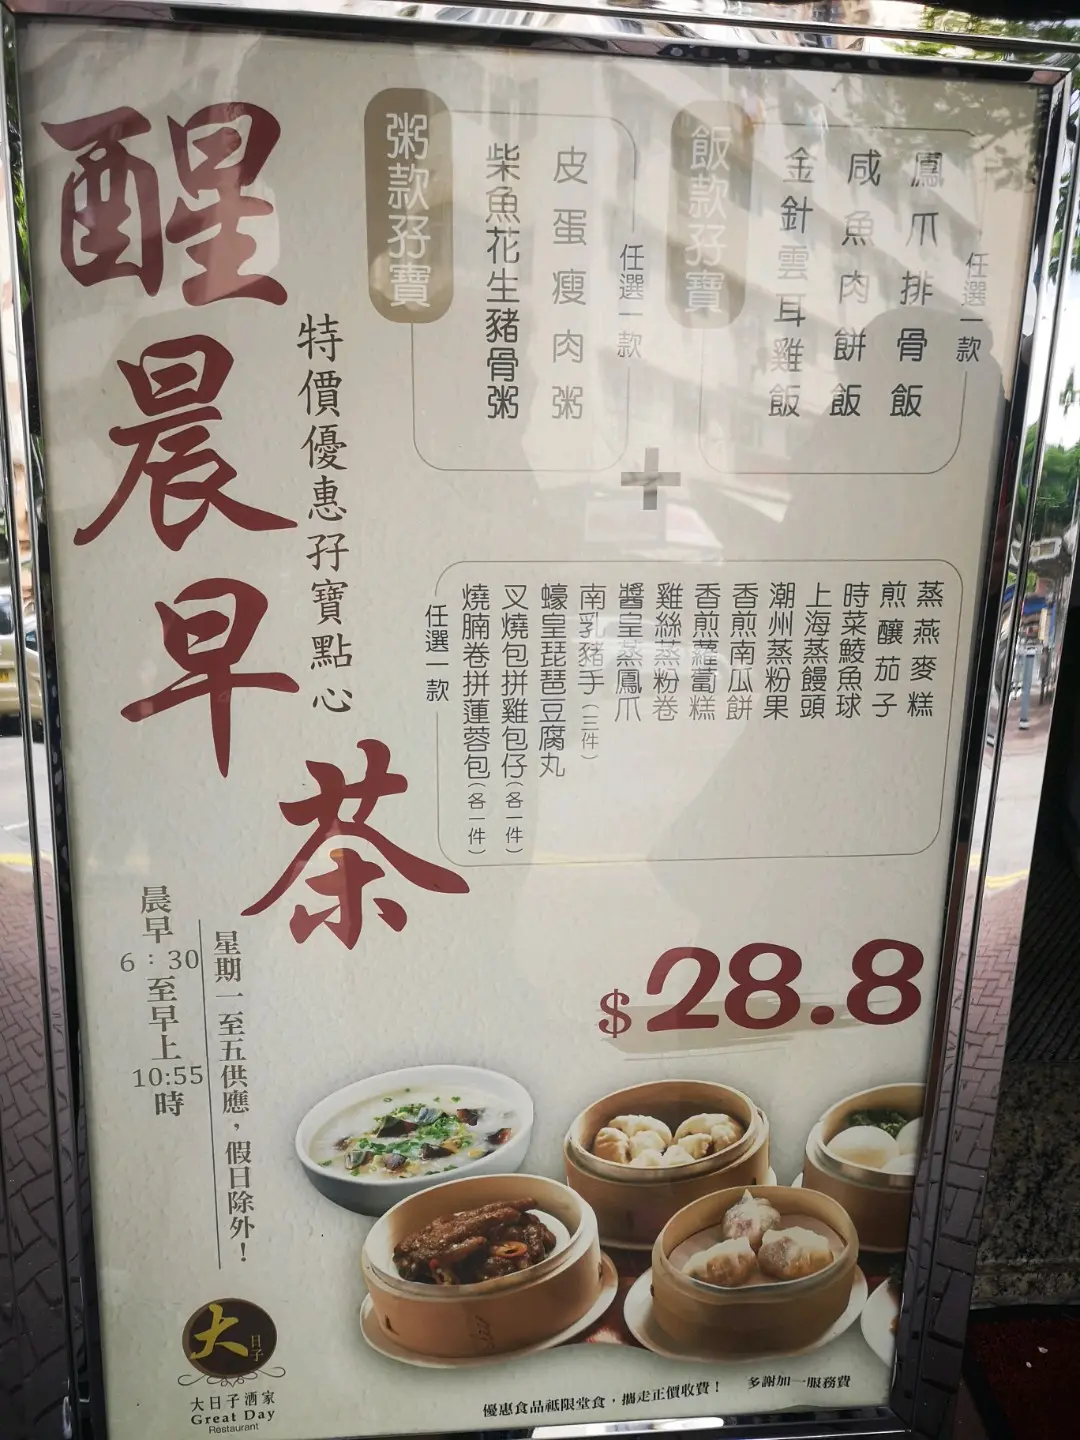 醒晨早茶
特價優惠孖寶點心
飯款孖寶
任選一款
鳳爪排骨飯
咸魚肉餅飯
金針雲耳雞飯
粥款孖寶
任選一款
皮蛋瘦肉粥
柴魚花生豬骨粥
+
蒸燕麥糕
煎釀茄子
時菜鯪魚球
上海蒸饅頭
潮州蒸粉果
香煎南瓜餅
香煎蘿蔔糕
雞絲蒸粉卷
醬皇蒸鳳爪
南乳豬手(三件)
蠔皇琵琶豆腐丸
叉燒包拼雞包仔(各一件)
燒腩卷拼蓮蓉包(各一件)
任選一款
$28.8
星期一至五供應,假日除外!
晨早6:30至早上10:55時
大日子
大日子酒家
Great Day
Restaurant
優惠食品祗限堂食,攜走正價收費! 多謝加一服務費